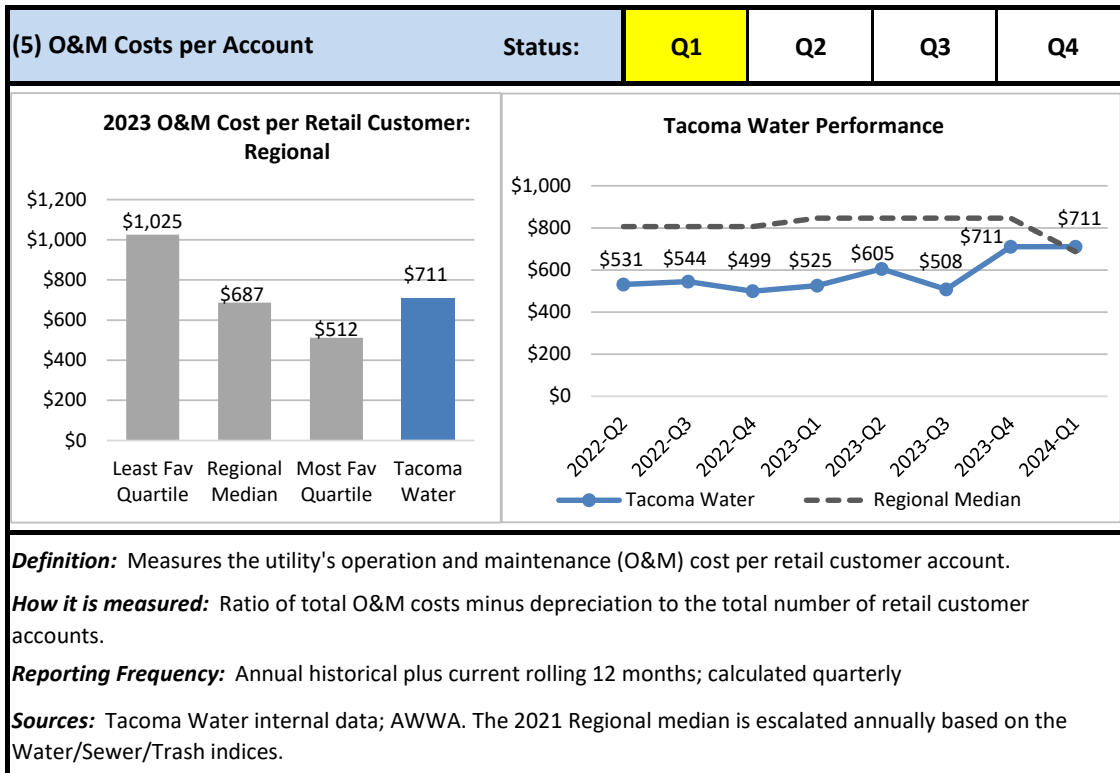 (5) O&M Costs per Account Status: Q1 Q2 Q3 Q4
2023 O&M Cost per Retail Customer:
Regional
$1,200
$1,000
$800
$600
$400
$200
$0
$1,025
$687
$512
$711
Least Fav
Quartile
Regional
Median
Most Fav
Quartile
Tacoma
Water
Tacoma Water Performance
$1,000
$800
$600
$400
$200
$0
$531
$544
$499
$525
$605
$508
$711
$711
2022-Q2
2022-Q3
2022-Q4
2023-Q1
2023-Q2
2023-Q3
2023-Q4
2024-Q1
Tacoma Water
Regional Median
Definition: Measures the utility's operation and maintenance (O&M) cost per retail customer account.
How it is measured: Ratio of total O&M costs minus depreciation to the total number of retail customer
accounts.
Reporting Frequency: Annual historical plus current rolling 12 months; calculated quarterly
Sources: Tacoma Water internal data; AWWA. The 2021 Regional median is escalated annually based on the
Water/Sewer/Trash indices.